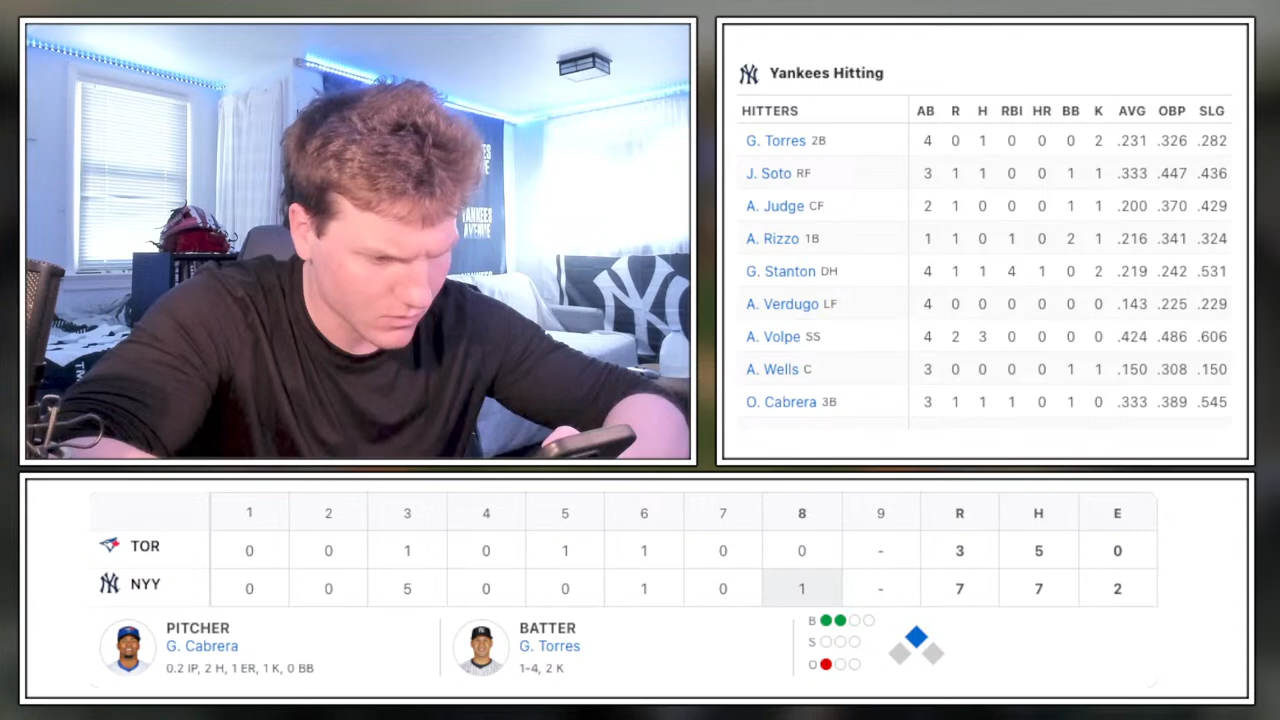 YANKEES
AVENUE
Yankees Hitting
HITTERS AB R H RBI HR BB K AVG OBP SLG
G. Torres 2B 4 0 1 0 0 0 2 .231 .326 .282
J. Soto RF 3 1 1 0 0 1 1 .333 .447 .436
A. Judge CF 2 1 0 0 0 1 1 .200 .370 .429
A. Rizzo 1B 1 1 0 1 0 2 1 .216 .341 .324
G. Stanton DH 4 1 1 4 1 0 2 .219 .242 .531
A. Verdugo LF 4 0 0 0 0 0 0 .143 .225 .229
A. Volpe SS 4 2 3 0 0 0 0 .424 .486 .606
A. Wells C 3 0 0 0 0 1 1 .150 .308 .150
O. Cabrera 3B 3 1 1 1 0 1 0 .333 .389 .545
1 2 3 4 5 6 7 8 9 R H E
TOR 0 0 1 0 1 1 0 0 - 3 5 0
NYY 0 0 5 0 0 1 0 1 - 7 7 2
PITCHER
G. Cabrera
0.2 IP, 2 H, 1 ER, 1 K, 0 BB
BATTER
G. Torres
1-4, 2 K
B
S
O